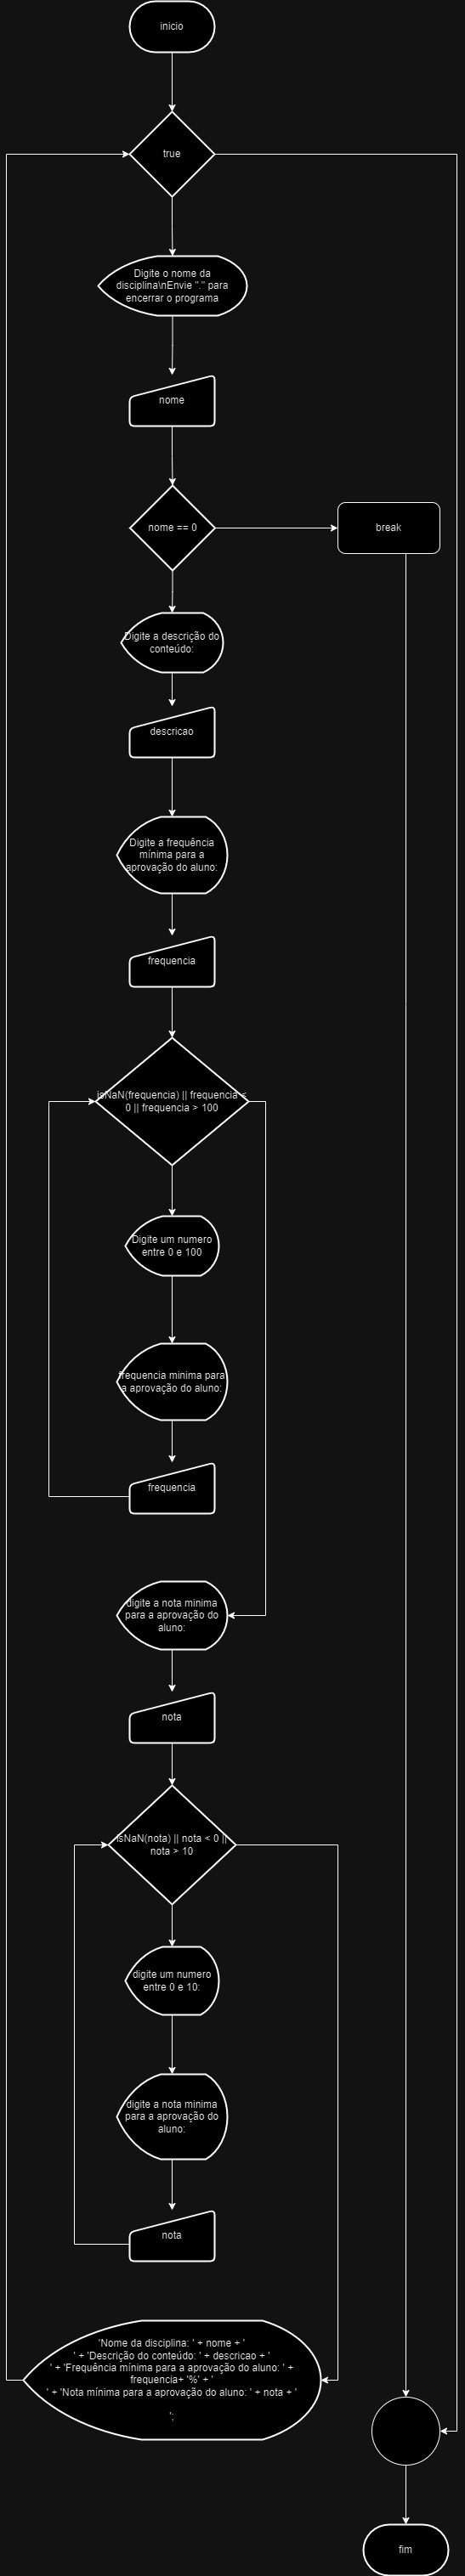 inicio
true
Digite o nome da
disciplina\nEnvie "." para
encerrar o programa
nome
nome == 0
break
Digite a descrição do
conteúdo:
descricao
Digite a frequência
mínima para a
aprovação do aluno:
frequencia
isNaN(frequencia) || frequencia <
0 || frequencia > 100
Digite um numero
entre 0 e 100
frequencia minima para
a aprovação do aluno:
frequencia
digite a nota minima
para a aprovação do
aluno:
nota
isNaN(nota) || nota < 0 ||
nota > 10
digite um numero
entre 0 e 10:
digite a nota minima
para a aprovação do
aluno:
nota
'Nome da disciplina: ' + nome + '
' + 'Descrição do conteúdo: ' + descricao + '
' + 'Frequência mínima para a aprovação do aluno: ' +
frequencia+ '%' + '
' + 'Nota mínima para a aprovação do aluno: ' + nota + '
';
fim